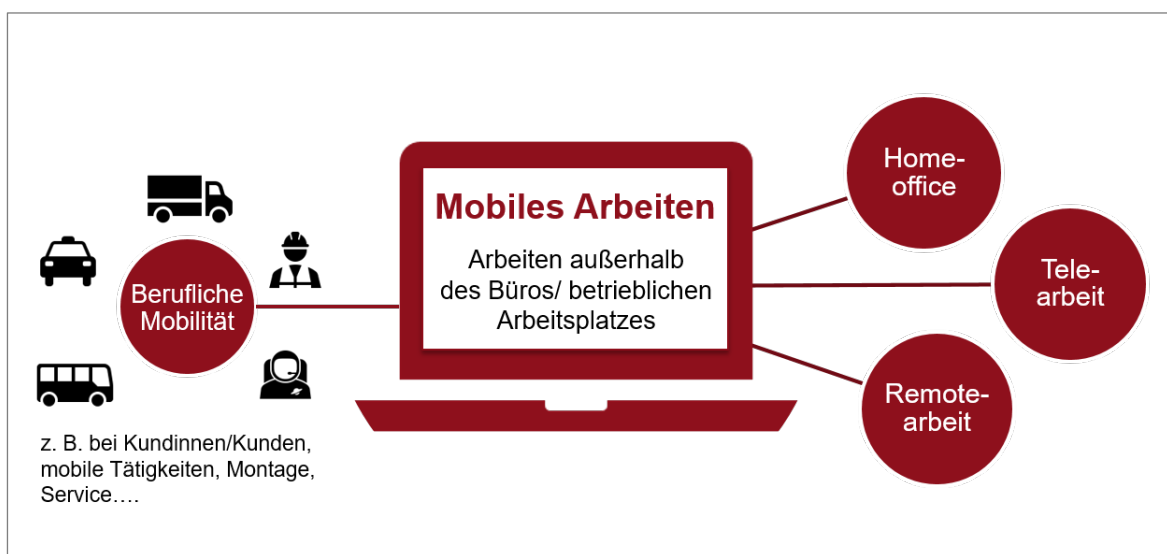 Berufliche
Mobilität
z. B. bei Kundinnen/Kunden,
mobile Tätigkeiten, Montage,
Service….
Mobiles Arbeiten
Arbeiten außerhalb
des Büros/ betrieblichen
Arbeitsplatzes
Home-
office
Tele-
arbeit
Remote-
arbeit